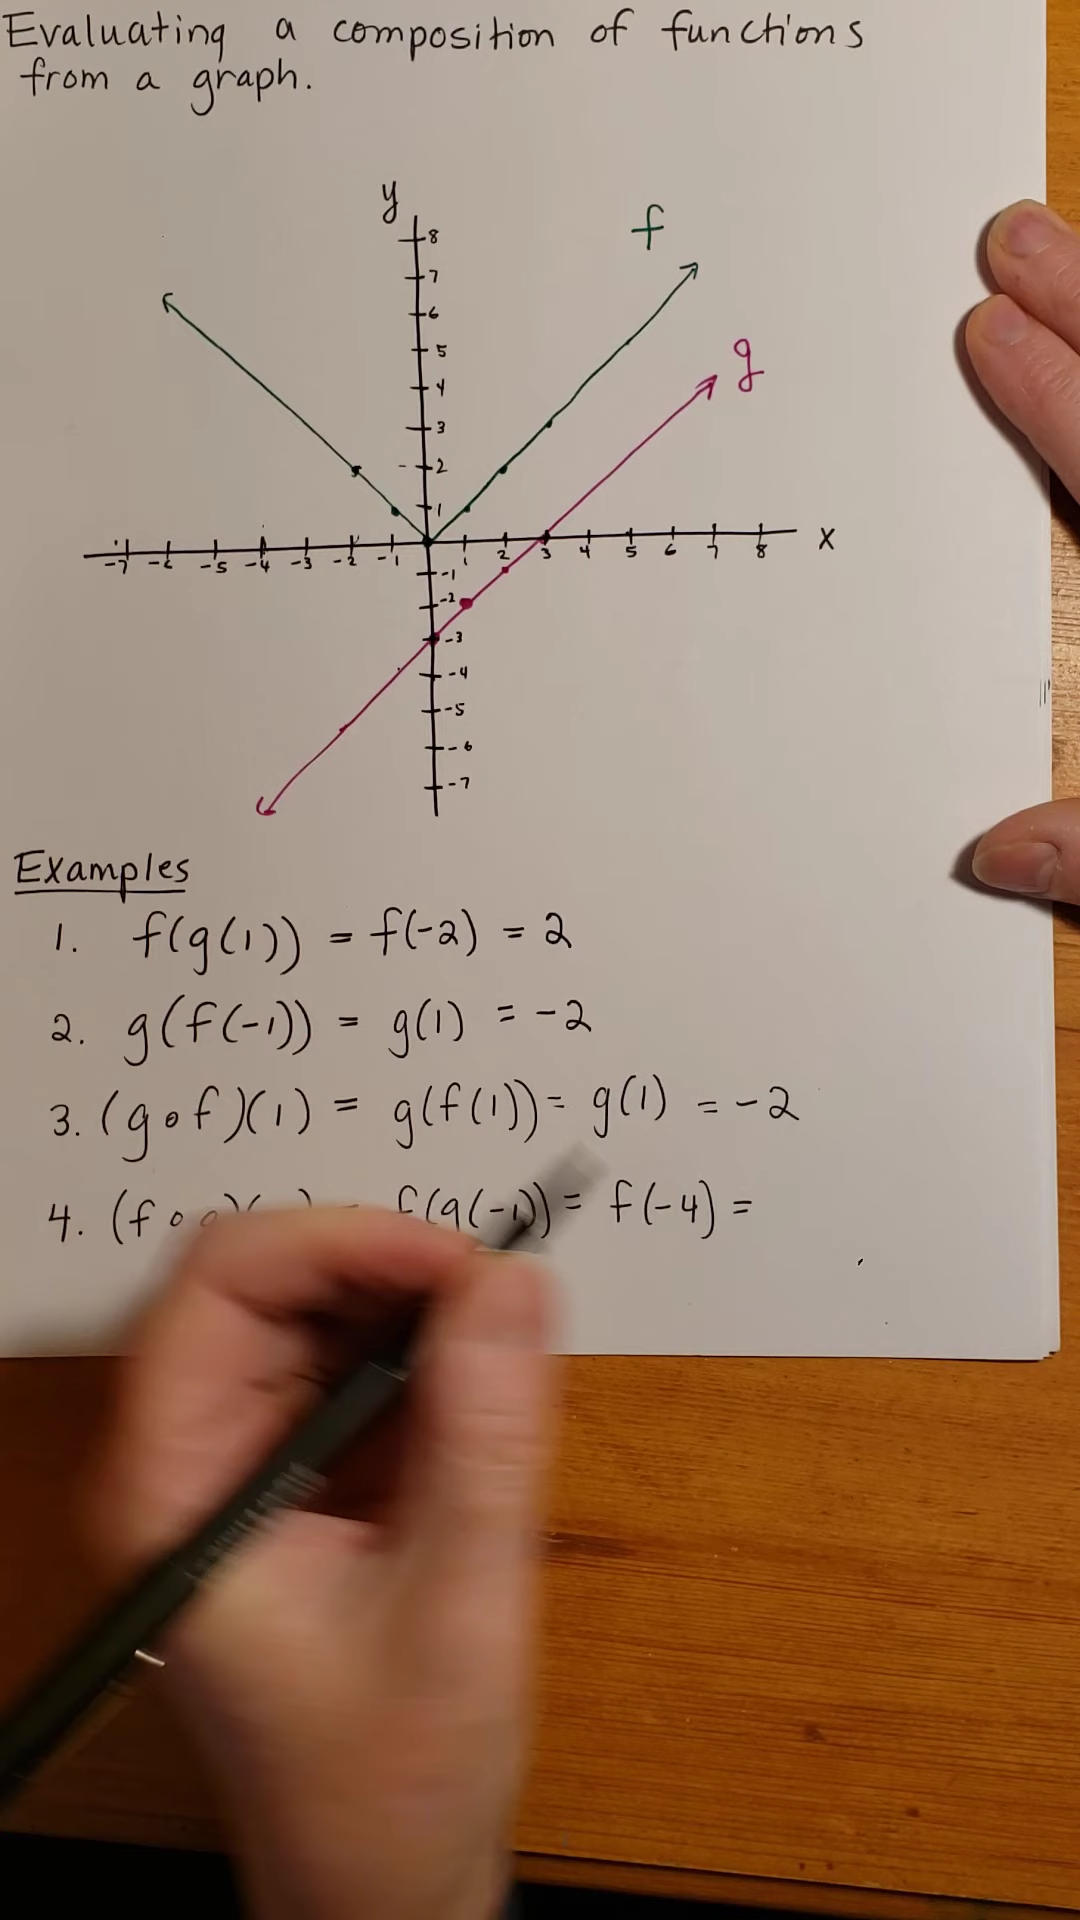 Evaluating a composition of functions
from a graph.
y
8
f
7
6
5
g
4
3
2
1
-7 -6 -5 -4 -3 -2 -1 1 2 3 4 5 6 7 8 x
-1
-2
-3
-4
-5
-6
-7
Examples
1. f(g(1)) = f(-2) = 2
2. g(f(-1)) = g(1) = -2
3. (g∘f)(1) = g(f(1)) = g(1) = -2
4. (f∘g)( ) = f(g(-1)) = f(-4) =